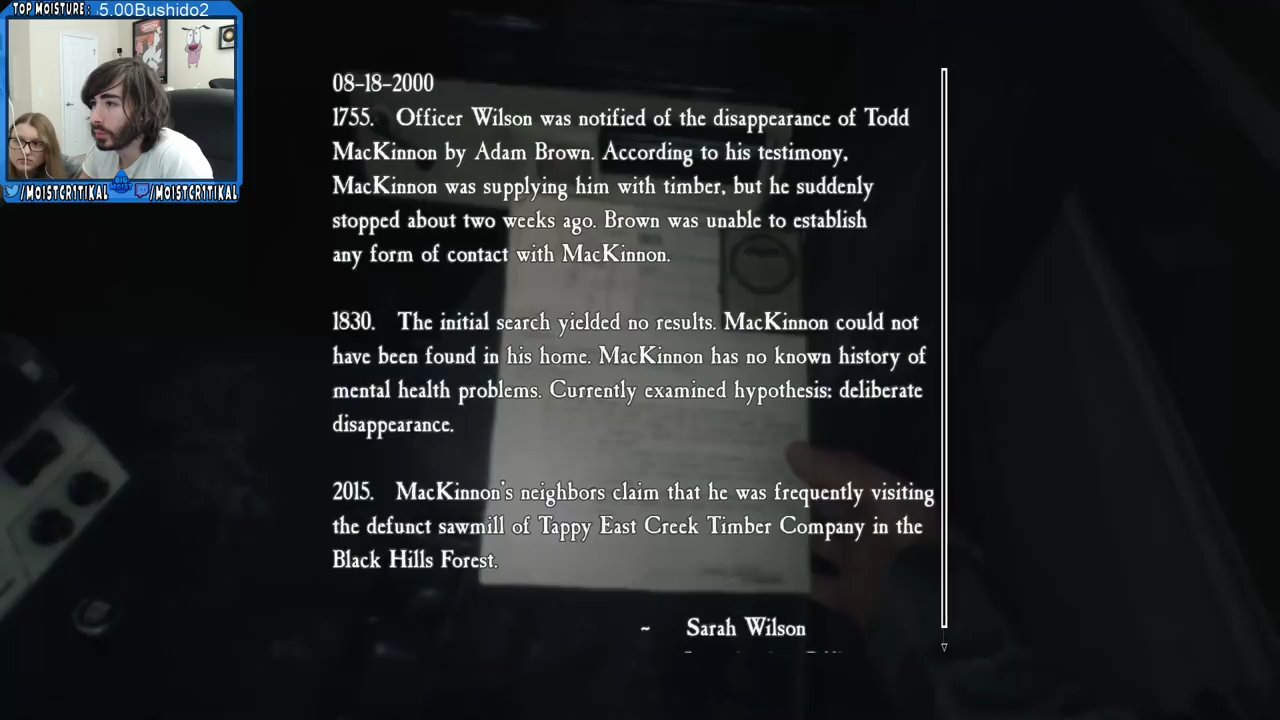 TOP MOISTURE: .5.00Bushido2
/MOISTCR1TIKAL
BIG MOIST
/MOISTCR1TIKAL
08-18-2000
1755. Officer Wilson was notified of the disappearance of Todd
MacKinnon by Adam Brown. According to his testimony,
MacKinnon was supplying him with timber, but he suddenly
stopped about two weeks ago. Brown was unable to establish
any form of contact with MacKinnon.
1830. The initial search yielded no results. MacKinnon could not
have been found in his home. MacKinnon has no known history of
mental health problems. Currently examined hypothesis: deliberate
disappearance.
2015. MacKinnon's neighbors claim that he was frequently visiting
the defunct sawmill of Tappy East Creek Timber Company in the
Black Hills Forest.
~ Sarah Wilson